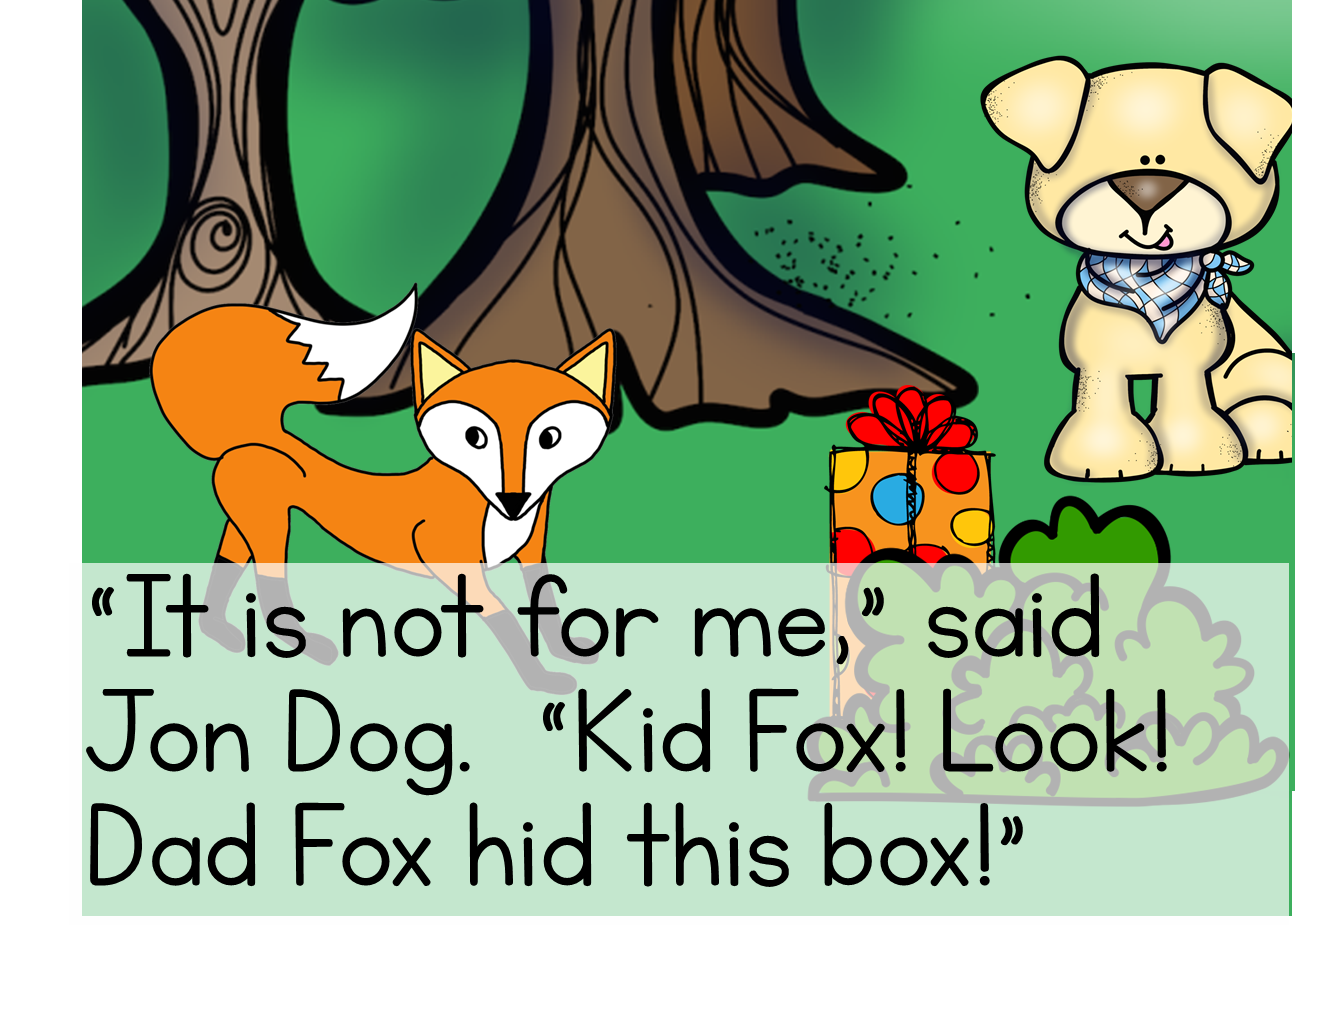 “It is not for me,” said
Jon Dog. “Kid Fox! Look!
Dad Fox hid this box!”